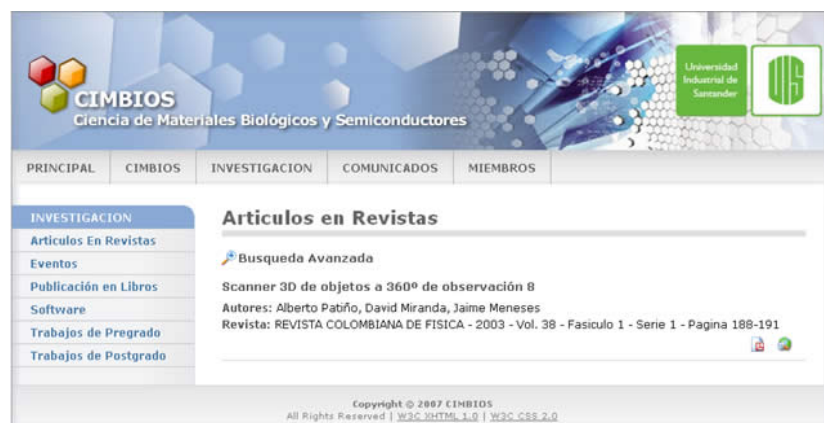 CIMBIOS
Ciencia de Materiales Biológicos y Semiconductores
Universidad
Industrial de
Santander
UIS
PRINCIPAL CIMBIOS INVESTIGACION COMUNICADOS MIEMBROS
INVESTIGACION
Articulos En Revistas
Eventos
Publicación en Libros
Software
Trabajos de Pregrado
Trabajos de Postgrado
Articulos en Revistas
Busqueda Avanzada
Scanner 3D de objetos a 360º de observación 8
Autores: Alberto Patiño, David Miranda, Jaime Meneses
Revista: REVISTA COLOMBIANA DE FISICA - 2003 - Vol. 38 - Fasiculo 1 - Serie 1 - Pagina 188-191
Copyright © 2007 CIMBIOS
All Rights Reserved | W3C XHTML 1.0 | W3C CSS 2.0